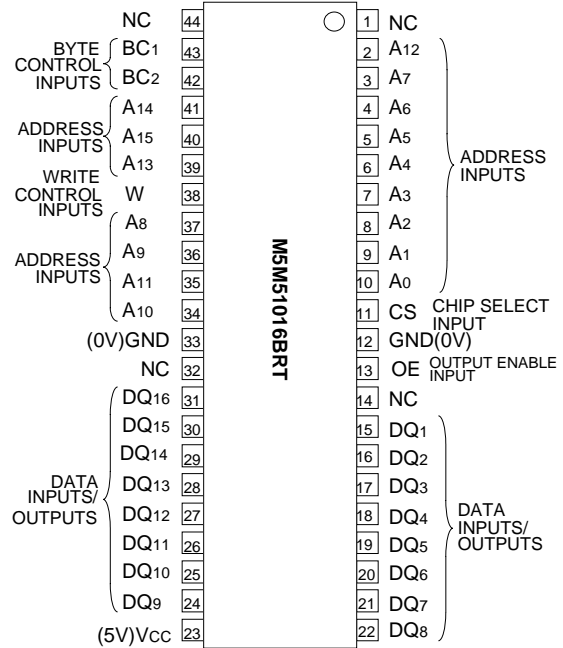 NC 44 1 NC
BYTE CONTROL INPUTS
BC1 43 2 A12
BC2 42 3 A7
A14 41 4 A6
ADDRESS INPUTS
A15 40 5 A5
A13 39 6 A4
ADDRESS INPUTS
WRITE CONTROL INPUTS
W 38 7 A3
A8 37 8 A2
A9 36 9 A1
ADDRESS INPUTS
A11 35 10 A0
A10 34 11 CS CHIP SELECT INPUT
(0V)GND 33 12 GND(0V)
NC 32 13 OE OUTPUT ENABLE INPUT
DQ16 31 14 NC
DQ15 30 15 DQ1
DQ14 29 16 DQ2
DQ13 28 17 DQ3
DATA INPUTS/ OUTPUTS
DQ12 27 18 DQ4
DATA INPUTS/ OUTPUTS
DQ11 26 19 DQ5
DQ10 25 20 DQ6
DQ9 24 21 DQ7
(5V)VCC 23 22 DQ8
M5M51016BRT